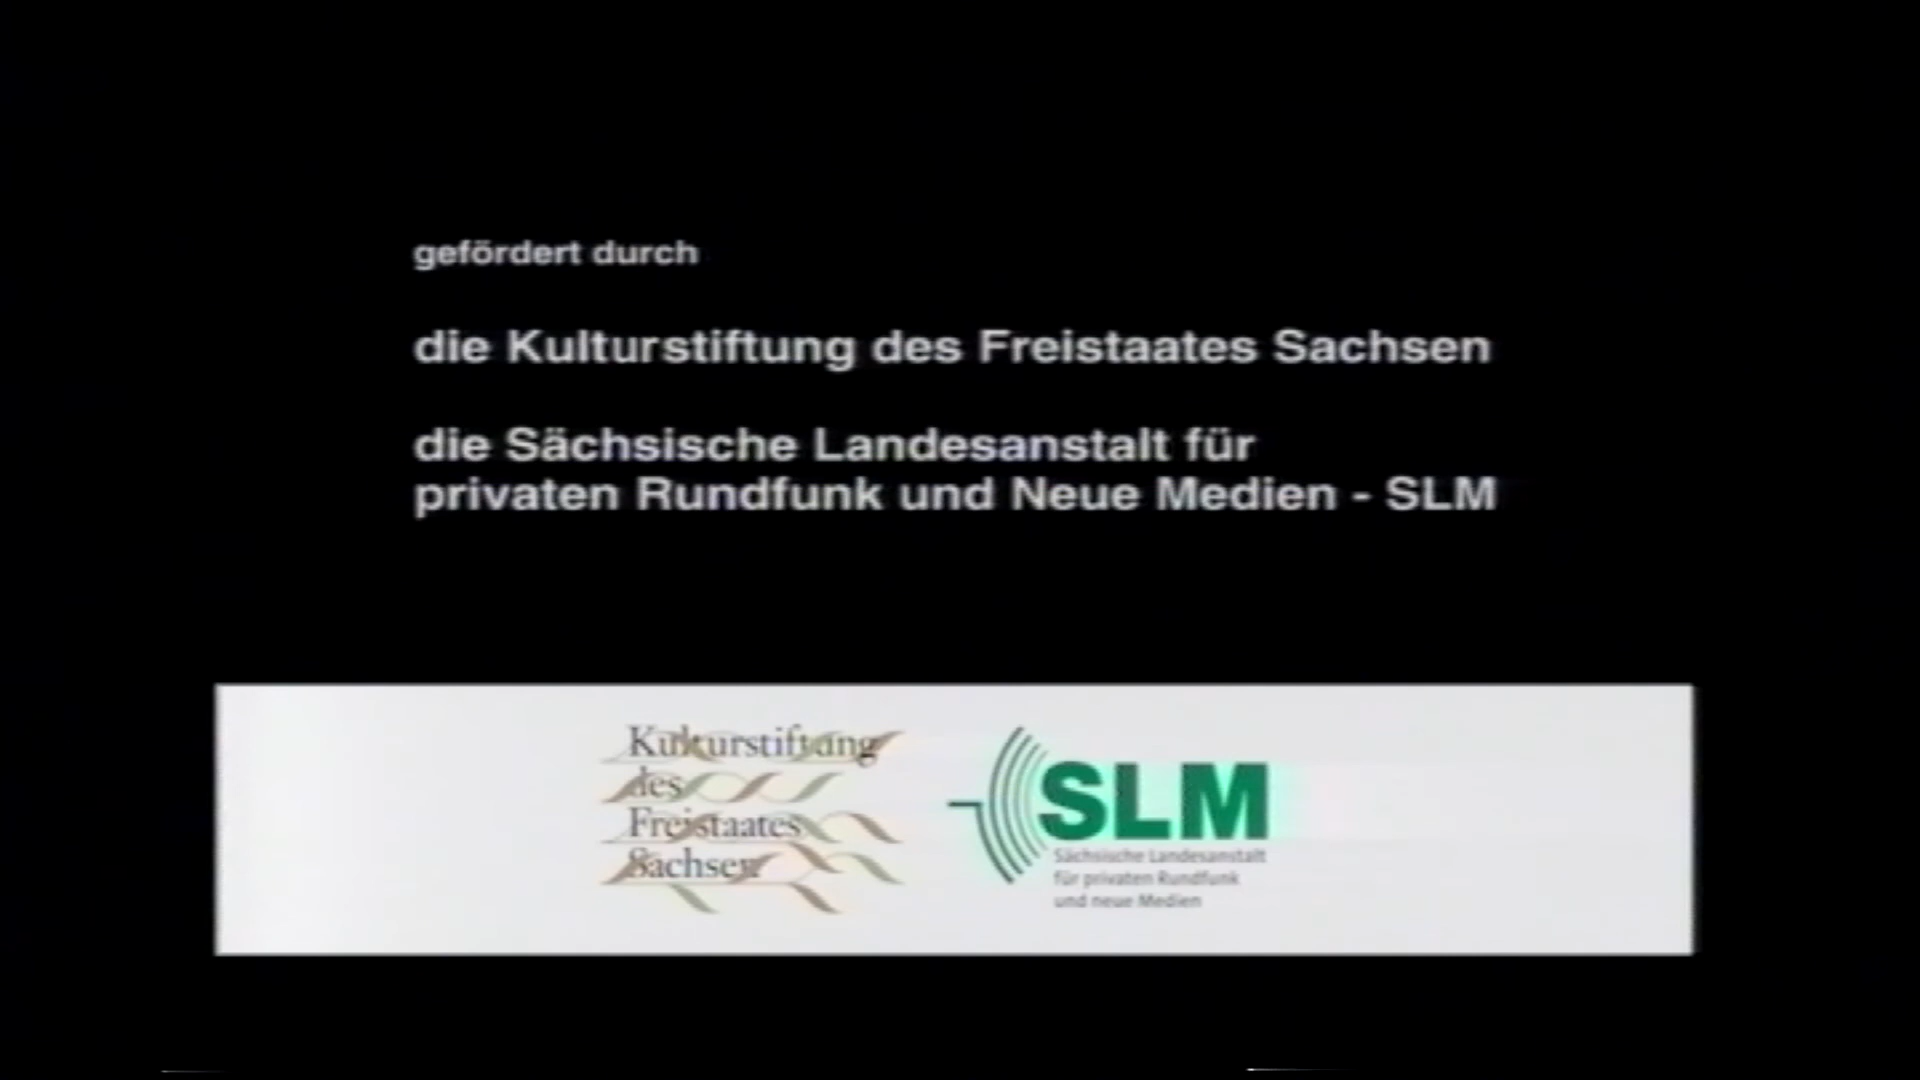 gefördert durch
die Kulturstiftung des Freistaates Sachsen
die Sächsische Landesanstalt für
privaten Rundfunk und Neue Medien - SLM
Kulturstiftung
des
Freistaates
Sachsen
SLM
Sächsische Landesanstalt
für privaten Rundfunk
und neue Medien